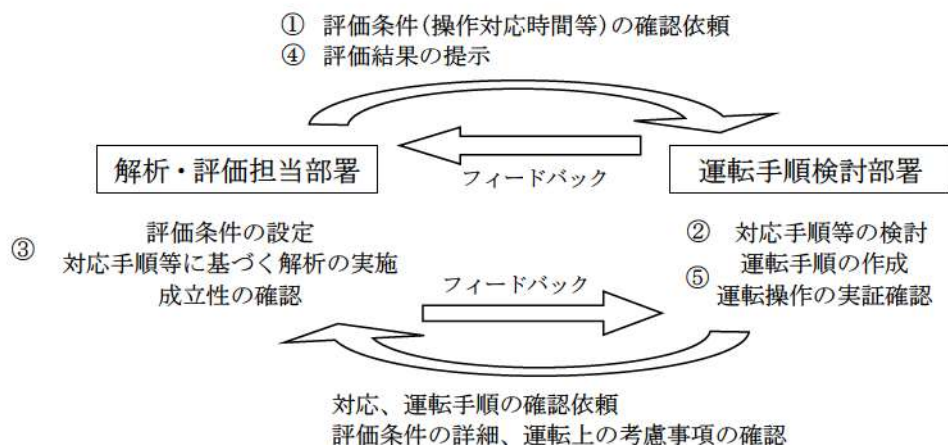 ① 評価条件(操作対応時間等)の確認依頼
④ 評価結果の提示
解析・評価担当部署
フィードバック
運転手順検討部署
③
評価条件の設定
対応手順等に基づく解析の実施
成立性の確認
② 対応手順等の検討
⑤
運転手順の作成
運転操作の実証確認
フィードバック
対応、運転手順の確認依頼
評価条件の詳細、運転上の考慮事項の確認